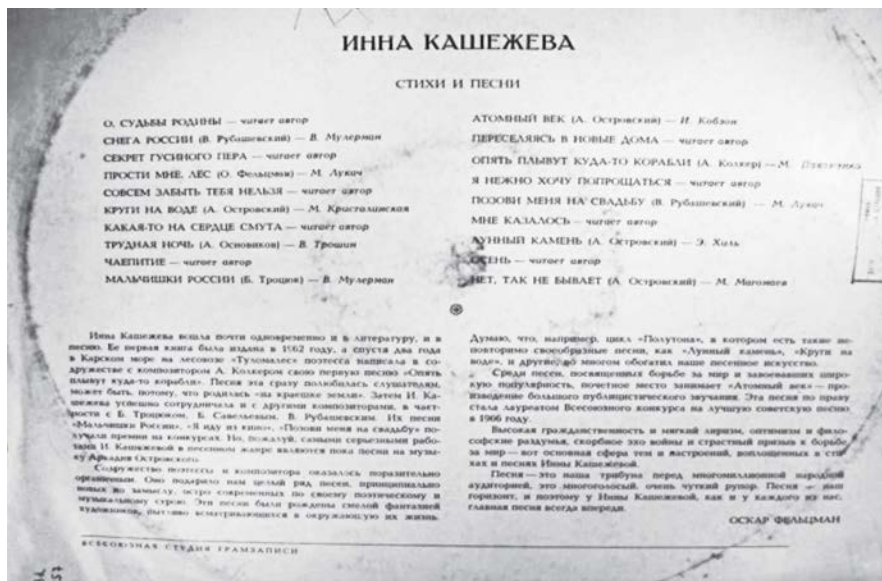 ИННА КАШЕЖЕВА
СТИХИ И ПЕСНИ
О, СУДЬБЫ РОДИНЫ — читает автор
СНЕГА РОССИИ (В. Рубашевский) — В. Мулерман
СЕКРЕТ ГУСИНОГО ПЕРА — читает автор
ПРОСТИ МНЕ, ЛЕС (О. Фельцман) — М. Лукач
СОВСЕМ ЗАБЫТЬ ТЕБЯ НЕЛЬЗЯ — читает автор
КРУГИ НА ВОДЕ (А. Островский) — М. Кристалинская
КАКАЯ-ТО НА СЕРДЦЕ СМУТА — читает автор
ТРУДНАЯ НОЧЬ (А. Основиков) — В. Трошин
ЧАЕПИТИЕ — читает автор
МАЛЬЧИШКИ РОССИИ (Б. Троцюк) — В. Мулерман
АТОМНЫЙ ВЕК (А. Островский) — И. Кобзон
ПЕРЕСЕЛЯЯСЬ В НОВЫЕ ДОМА — читает автор
ОПЯТЬ ПЛЫВУТ КУДА-ТО КОРАБЛИ (А. Колкер) — М.
Я НЕЖНО ХОЧУ ПОПРОЩАТЬСЯ — читает автор
ПОЗОВИ МЕНЯ НА СВАДЬБУ (В. Рубашевский) — М. Лукач
МНЕ КАЗАЛОСЬ — читает автор
ЛУННЫЙ КАМЕНЬ (А. Островский) — Э. Хиль
ОСЕНЬ — читает автор
НЕТ, ТАК НЕ БЫВАЕТ (А. Островский) — М. Магомаев
Инна Кашежева вошла почти одновременно и в литературу, и в
песню. Ее первая книга была издана в 1962 году, а спустя два года
в Карском море на лесовозе «Туломалес» поэтесса написала в со-
дружестве с композитором А. Колкером свою первую песню «Опять
плывут куда-то корабли». Песня эта сразу полюбилась слушателям,
может быть, потому, что родилась «на краешке земли». Затем И. Ка-
шежева успешно сотрудничала и с другими композиторами, в част-
ности с Б. Троцюком, Б. Савельевым, В. Рубашевским. Их песни
«Мальчишки России», «Я иду из кино», «Позови меня на свадьбу» по-
лучали премии на конкурсах. Но, пожалуй, самыми серьезными рабо-
тами И. Кашежевой в песенном жанре являются пока песни на музы-
ку Аркадия Островского.
Содружество поэтессы и композитора оказалось поразительно
органичным. Оно подарило нам целый ряд песен, принципиально
новых по замыслу, остро современных по своему поэтическому и
музыкальному строю. Эти песни были рождены смелой фантазией
художников, пытливо всматривающихся в окружающую их жизнь.
Думаю, что, например, цикл «Полутона», в котором есть такие не-
повторимо своеобразные песни, как «Лунный камень», «Круги на
воде», и другие, во многом обогатил наше песенное искусство.
Среди песен, посвященных борьбе за мир и завоевавших широ-
кую популярность, почетное место занимает «Атомный век» — про-
изведение большого публицистического звучания. Эта песня по праву
стала лауреатом Всесоюзного конкурса на лучшую советскую песню
в 1966 году.
Высокая гражданственность и мягкий лиризм, оптимизм и фило-
софские раздумья, скорбное эхо войны и страстный призыв к борьбе
за мир — вот основная сфера тем и настроений, воплощенных в сти-
хах и песнях Инны Кашежевой.
Песня — это наша трибуна перед многомиллионной народной
аудиторией, это многоголосый, очень чуткий рупор. Песня — наш
горизонт, и поэтому у Инны Кашежевой, как и у каждого из нас,
главная песня всегда впереди.
ОСКАР ФЕЛЬЦМАН
ВСЕСОЮЗНАЯ СТУДИЯ ГРАМЗАПИСИ